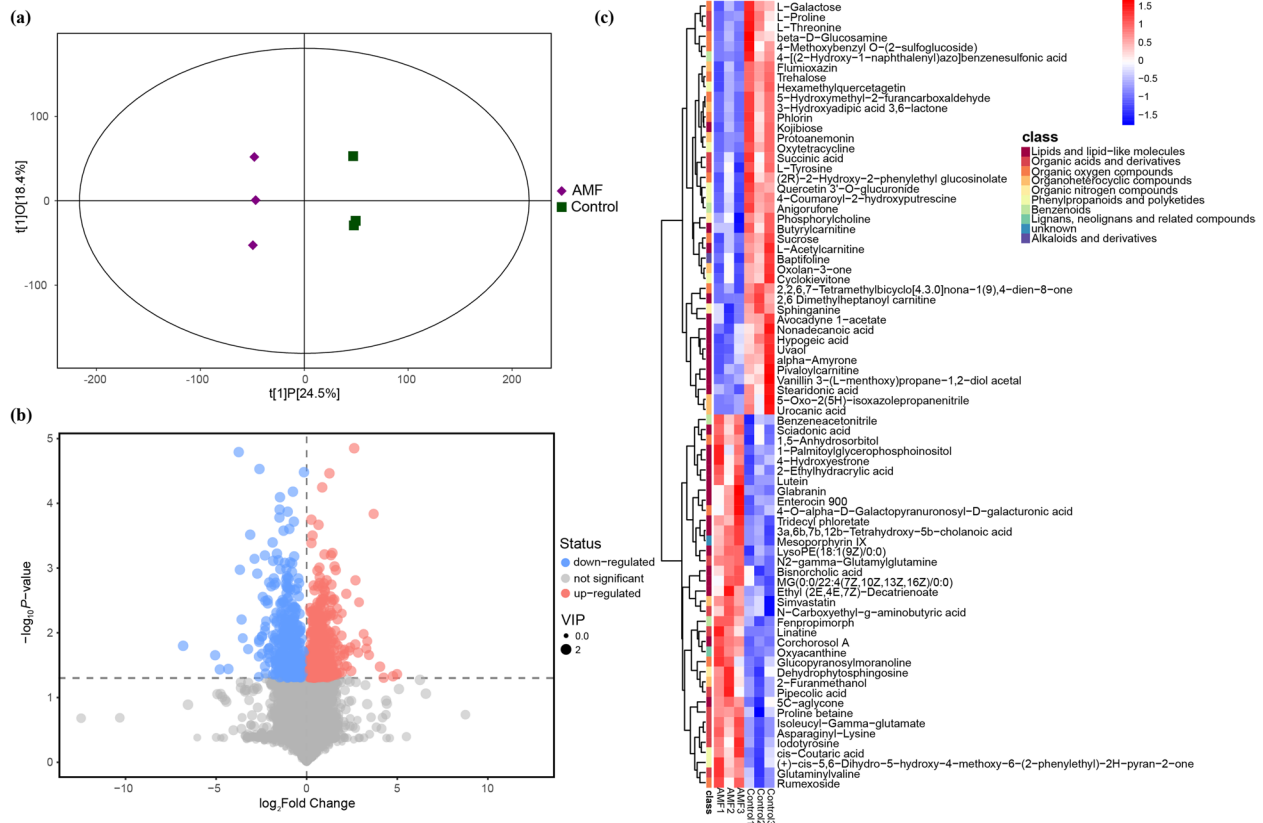 (a)
100
0
-100
t[1]O[18.4%]
-200
-100
0
100
200
t[1]P[24.5%]
AMF
Control
(b)
5
4
3
2
1
0
−log10P−value
−10
−5
0
5
10
log2Fold Change
Status
down−regulated
not significant
up−regulated
VIP
0.0
2
(c)
L−Galactose
L−Proline
L−Threonine
beta−D−Glucosamine
4−Methoxybenzyl O−(2−sulfoglucoside)
4−[(2−Hydroxy−1−naphthalenyl)azo]benzenesulfonic acid
Flumioxazin
Trehalose
Hexamethylquercetagetin
5−Hydroxymethyl−2−furancarboxaldehyde
3−Hydroxyadipic acid 3,6−lactone
Phlorin
Kojibiose
Protoanemonin
Oxytetracycline
Succinic acid
L−Tyrosine
(2R)−2−Hydroxy−2−phenylethyl glucosinolate
Quercetin 3'−O−glucuronide
4−Coumaroyl−2−hydroxyputrescine
Anigorufone
Phosphorylcholine
Butyrylcarnitine
Sucrose
L−Acetylcarnitine
Baptifoline
Oxolan−3−one
Cyclokievitone
2,2,6,7−Tetramethylbicyclo[4.3.0]nona−1(9),4−dien−8−one
2,6 Dimethylheptanoyl carnitine
Sphinganine
Avocadyne 1−acetate
Nonadecanoic acid
Hypogeic acid
Uvaol
alpha−Amyrone
Pivaloylcarnitine
Vanillin 3−(L−menthoxy)propane−1,2−diol acetal
Stearidonic acid
5−Oxo−2(5H)−isoxazolepropanenitrile
Urocanic acid
Benzeneacetonitrile
Sciadonic acid
1,5−Anhydrosorbitol
1−Palmitoylglycerophosphoinositol
4−Hydroxyestrone
2−Ethylhydracrylic acid
Lutein
Glabranin
Enterocin 900
4−O−alpha−D−Galactopyranuronosyl−D−galacturonic acid
Tridecyl phloretate
3a,6b,7b,12b−Tetrahydroxy−5b−cholanoic acid
Mesoporphyrin IX
LysoPE(18:1(9Z)/0:0)
N2−gamma−Glutamylglutamine
Bisnorcholic acid
MG(0:0/22:4(7Z,10Z,13Z,16Z)/0:0)
Ethyl (2E,4E,7Z)−Decatrienoate
Simvastatin
N−Carboxyethyl−g−aminobutyric acid
Fenpropimorph
Linatine
Corchorosol A
Oxyacanthine
Glucopyranosylmoranoline
Dehydrophytosphingosine
2−Furanmethanol
Pipecolic acid
5C−aglycone
Proline betaine
Isoleucyl−Gamma−glutamate
Asparaginyl−Lysine
Iodotyrosine
cis−Coutaric acid
(+)−cis−5,6−Dihydro−5−hydroxy−4−methoxy−6−(2−phenylethyl)−2H−pyran−2−one
Glutaminylvaline
Rumexoside
class
AMF1
AMF2
AMF3
Control1
Control2
Control3
1.5
1
0.5
0
−0.5
−1
−1.5
class
Lipids and lipid−like molecules
Organic acids and derivatives
Organic oxygen compounds
Organoheterocyclic compounds
Organic nitrogen compounds
Phenylpropanoids and polyketides
Benzenoids
Lignans, neolignans and related compounds
unknown
Alkaloids and derivatives